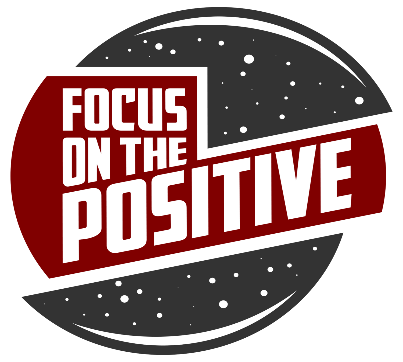 FOCUS
ON THE
POSITIVE